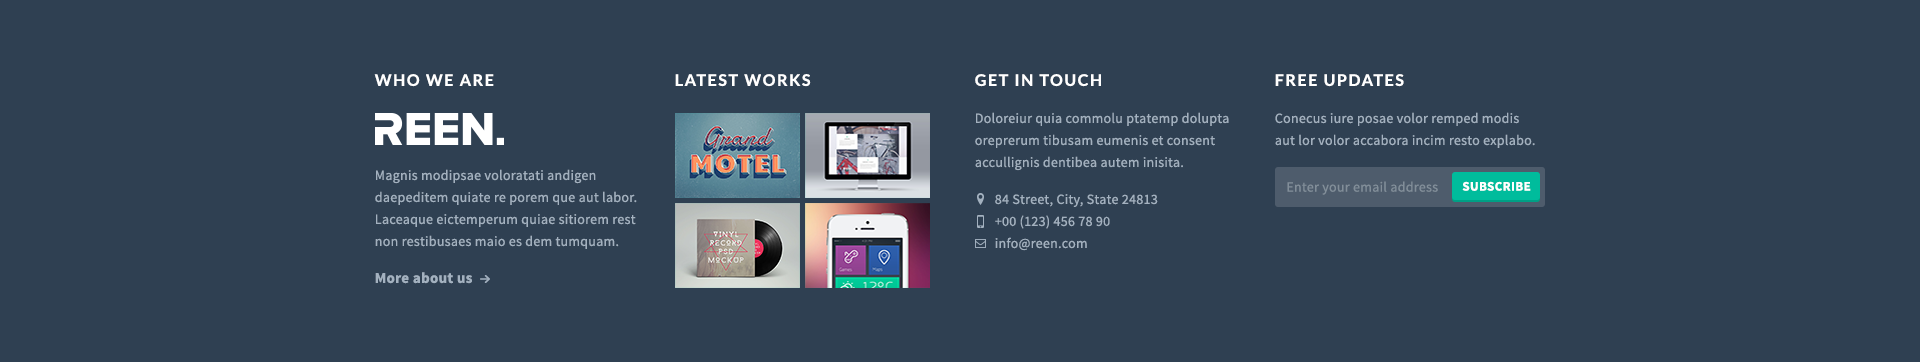 WHO WE ARE
REEN.
Magnis modipsae voloratati andigen
daepeditem quiate re porem que aut labor.
Laceaque eictemperum quiae sitiorem rest
non restibusaes maio es dem tumquam.
More about us →
LATEST WORKS
Grand
MOTEL
VINYL
RECORD
PSD
MOCKUP
Games
Maps
12°C
GET IN TOUCH
Doloreiur quia commolu ptatemp dolupta
oreprerum tibusam eumenis et consent
accullignis dentibea autem inisita.
84 Street, City, State 24813
+00 (123) 456 78 90
info@reen.com
FREE UPDATES
Conecus iure posae volor remped modis
aut lor volor accabora incim resto explabo.
Enter your email address
SUBSCRIBE